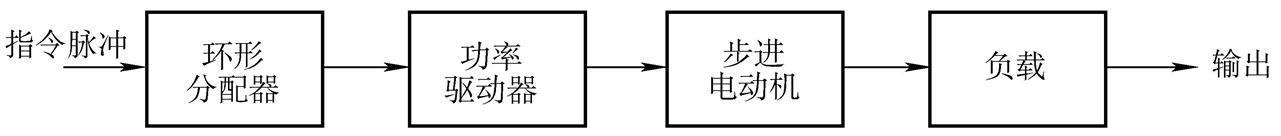 指令脉冲
环形
分配器
功率
驱动器
步进
电动机
负载
输出